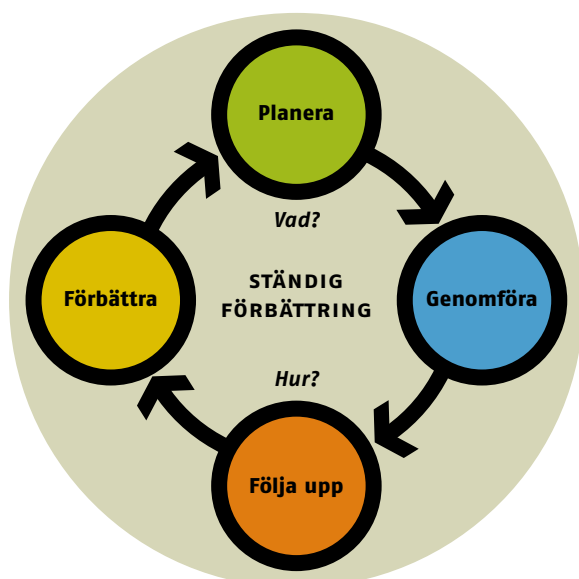 Planera
Vad?
STÄNDIG
FÖRBÄTTRING
Förbättra
Genomföra
Hur?
Följa upp